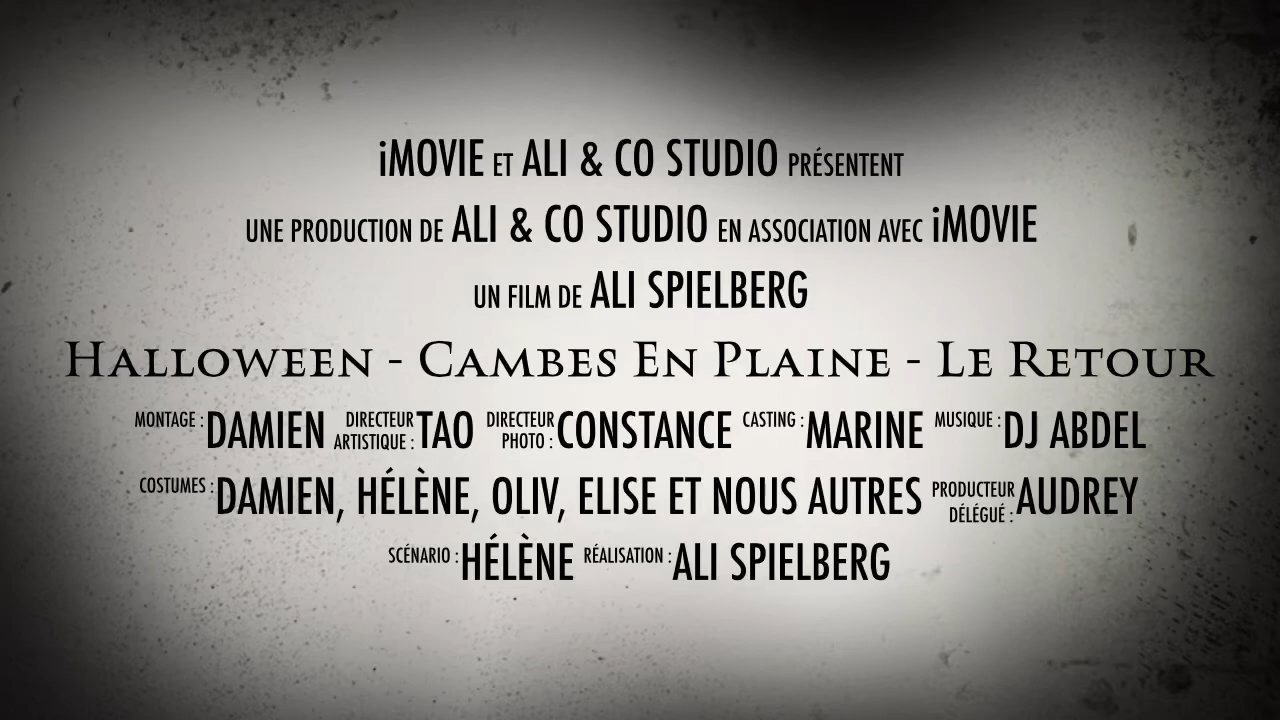 iMOVIE ET ALI & CO STUDIO PRÉSENTENT
UNE PRODUCTION DE ALI & CO STUDIO EN ASSOCIATION AVEC iMOVIE
UN FILM DE ALI SPIELBERG
HALLOWEEN - CAMBES EN PLAINE - LE RETOUR
MONTAGE : DAMIEN DIRECTEUR ARTISTIQUE : TAO DIRECTEUR PHOTO : CONSTANCE CASTING : MARINE MUSIQUE : DJ ABDEL
COSTUMES : DAMIEN, HÉLÈNE, OLIV, ELISE ET NOUS AUTRES PRODUCTEUR DÉLÉGUÉ : AUDREY
SCÉNARIO : HÉLÈNE RÉALISATION : ALI SPIELBERG